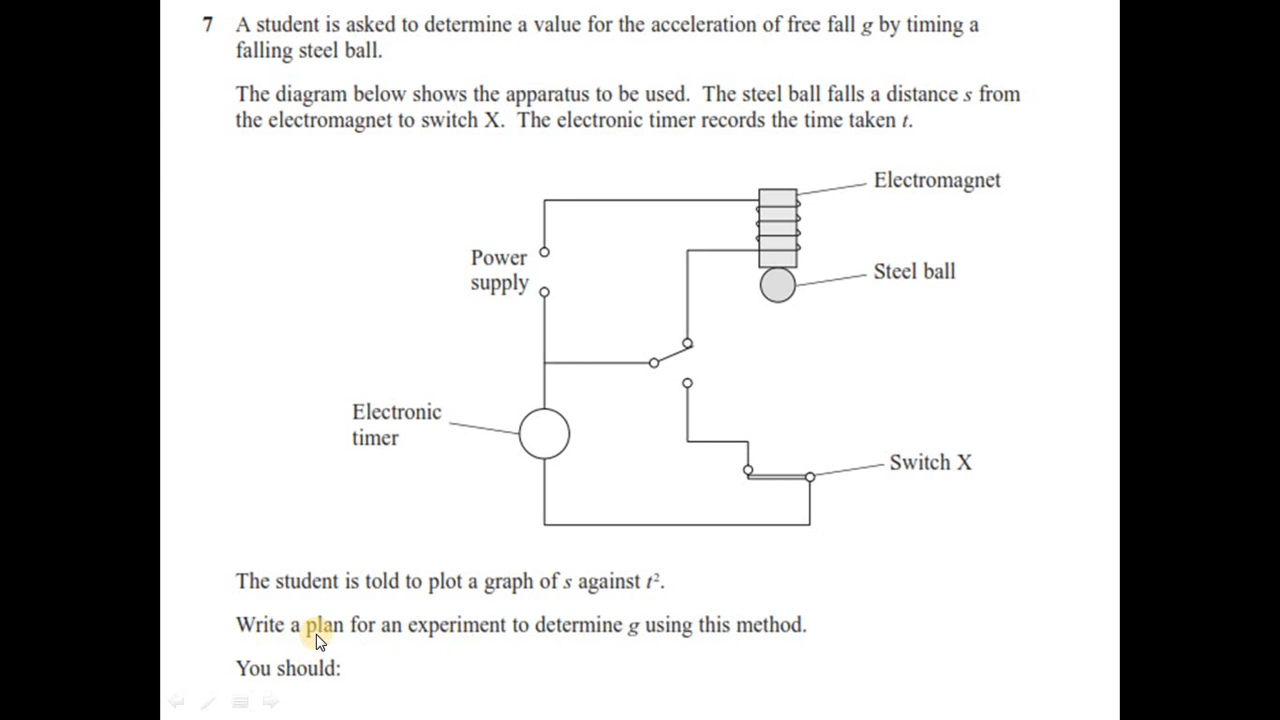 7 A student is asked to determine a value for the acceleration of free fall g by timing a
falling steel ball.
The diagram below shows the apparatus to be used. The steel ball falls a distance s from
the electromagnet to switch X. The electronic timer records the time taken t.
Electromagnet
Power
supply
Steel ball
Electronic
timer
Switch X
The student is told to plot a graph of s against t².
Write a plan for an experiment to determine g using this method.
You should: